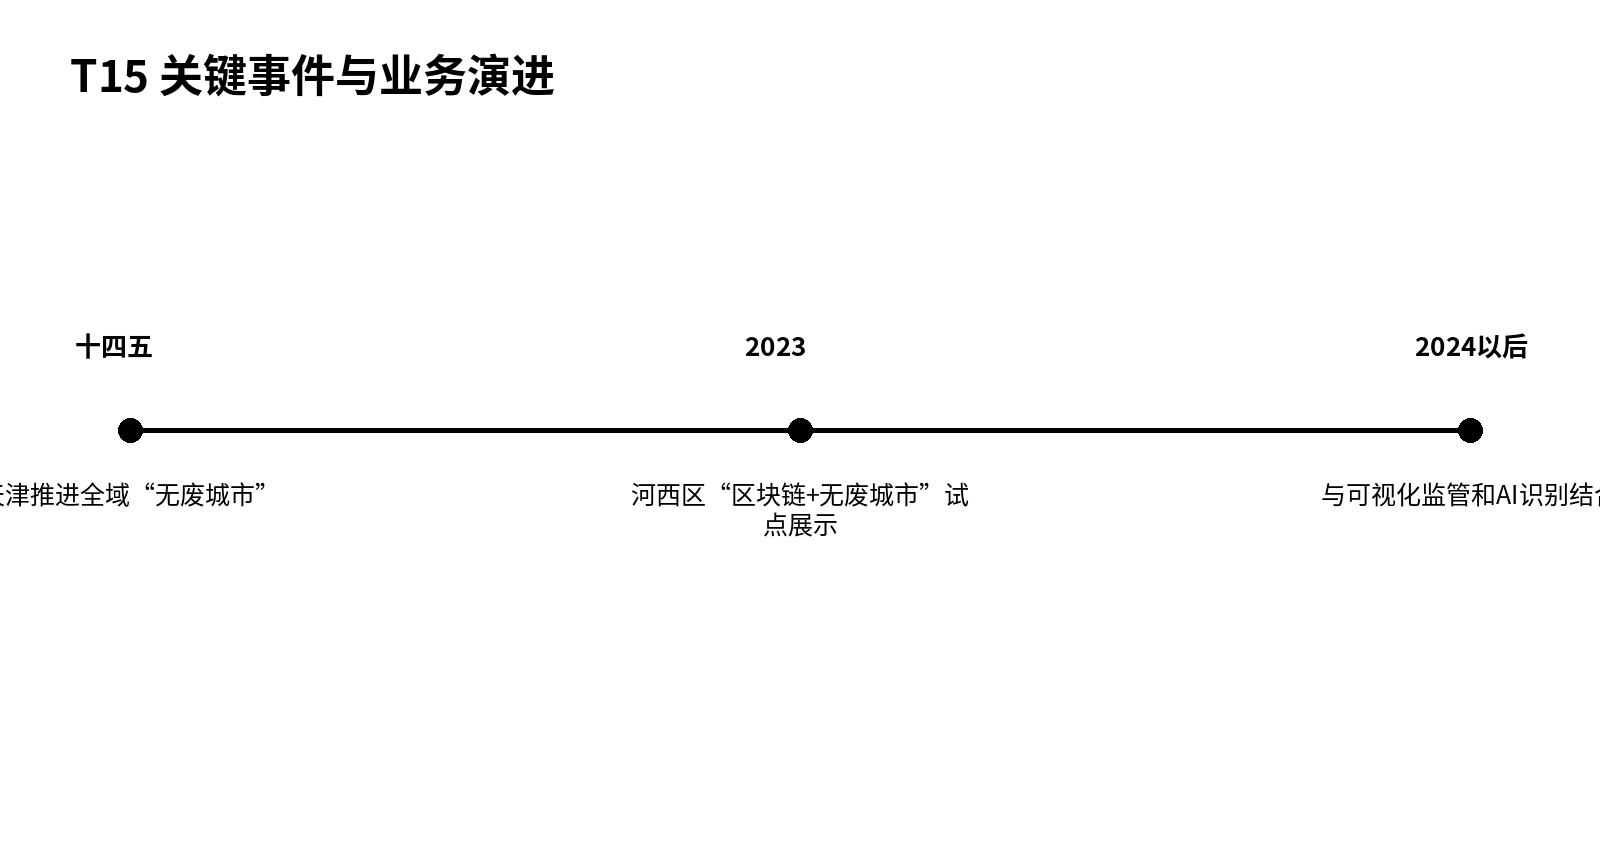 T15 关键事件与业务演进
十四五
2023
2024以后
天津推进全域“无废城市”
河西区“区块链+无废城市”试
点展示
与可视化监管和AI识别结合